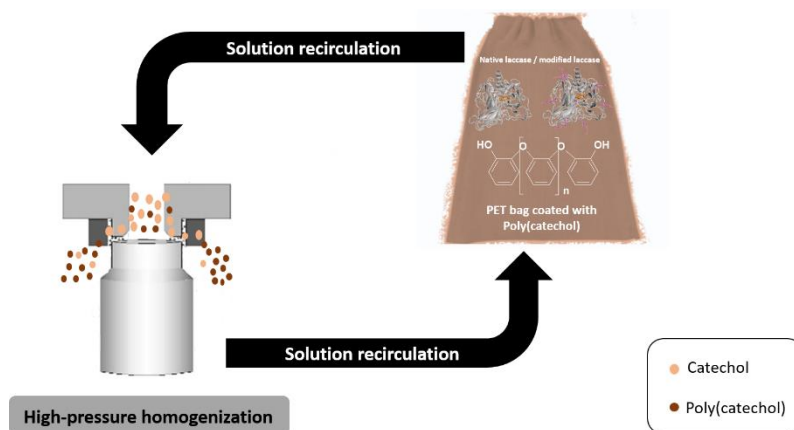 Solution recirculation
Native laccase / modified laccase
HO
O
O
OH
n
PET bag coated with
Poly(catechol)
Solution recirculation
High-pressure homogenization
Catechol
Poly(catechol)